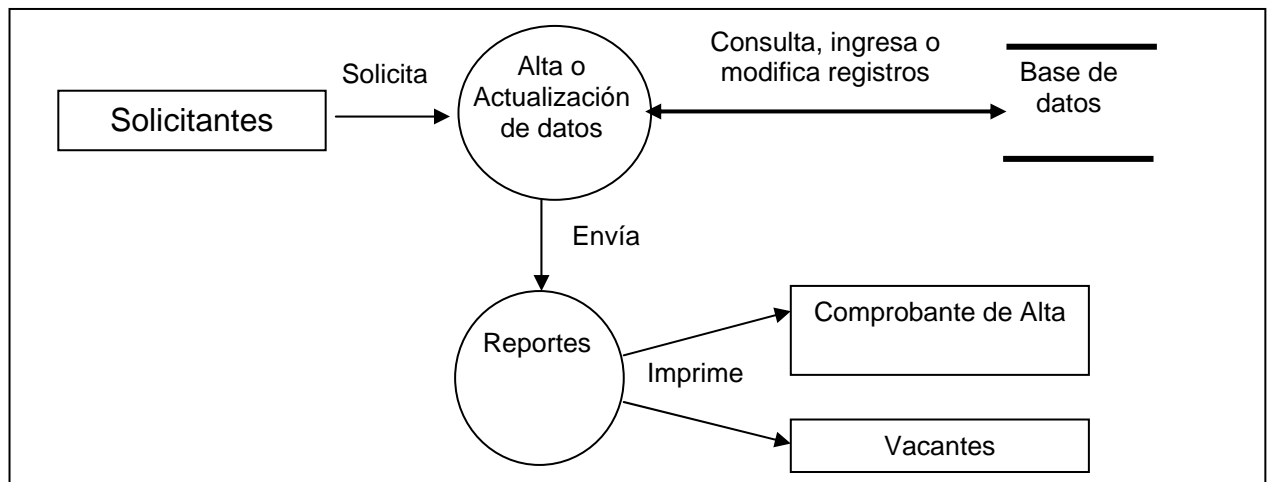 Solicitantes
Solicita
Alta o
Actualización
de datos
Consulta, ingresa o
modifica registros
Base de
datos
Envía
Reportes
Imprime
Comprobante de Alta
Vacantes